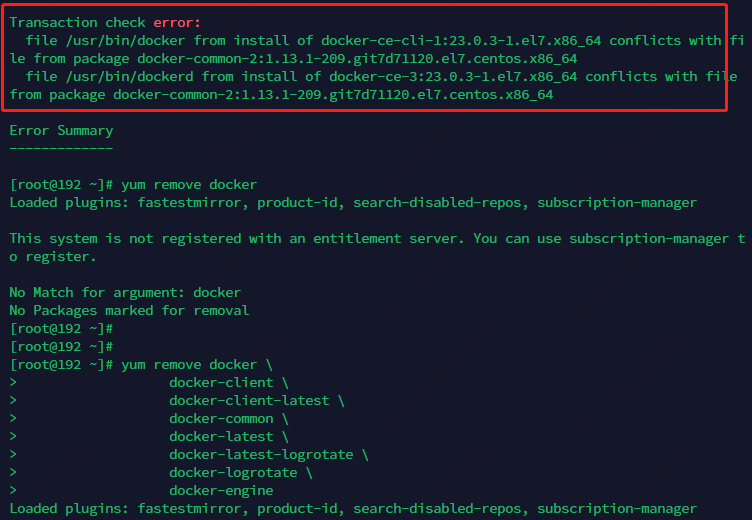 Transaction check error:
  file /usr/bin/docker from install of docker-ce-cli-1:23.0.3-1.el7.x86_64 conflicts with fi
le from package docker-common-2:1.13.1-209.git7d71120.el7.centos.x86_64
  file /usr/bin/dockerd from install of docker-ce-3:23.0.3-1.el7.x86_64 conflicts with file
from package docker-common-2:1.13.1-209.git7d71120.el7.centos.x86_64
Error Summary
-------------
[root@192 ~]# yum remove docker
Loaded plugins: fastestmirror, product-id, search-disabled-repos, subscription-manager
This system is not registered with an entitlement server. You can use subscription-manager t
o register.
No Match for argument: docker
No Packages marked for removal
[root@192 ~]#
[root@192 ~]#
[root@192 ~]# yum remove docker \
>                  docker-client \
>                  docker-client-latest \
>                  docker-common \
>                  docker-latest \
>                  docker-latest-logrotate \
>                  docker-logrotate \
>                  docker-engine
Loaded plugins: fastestmirror, product-id, search-disabled-repos, subscription-manager